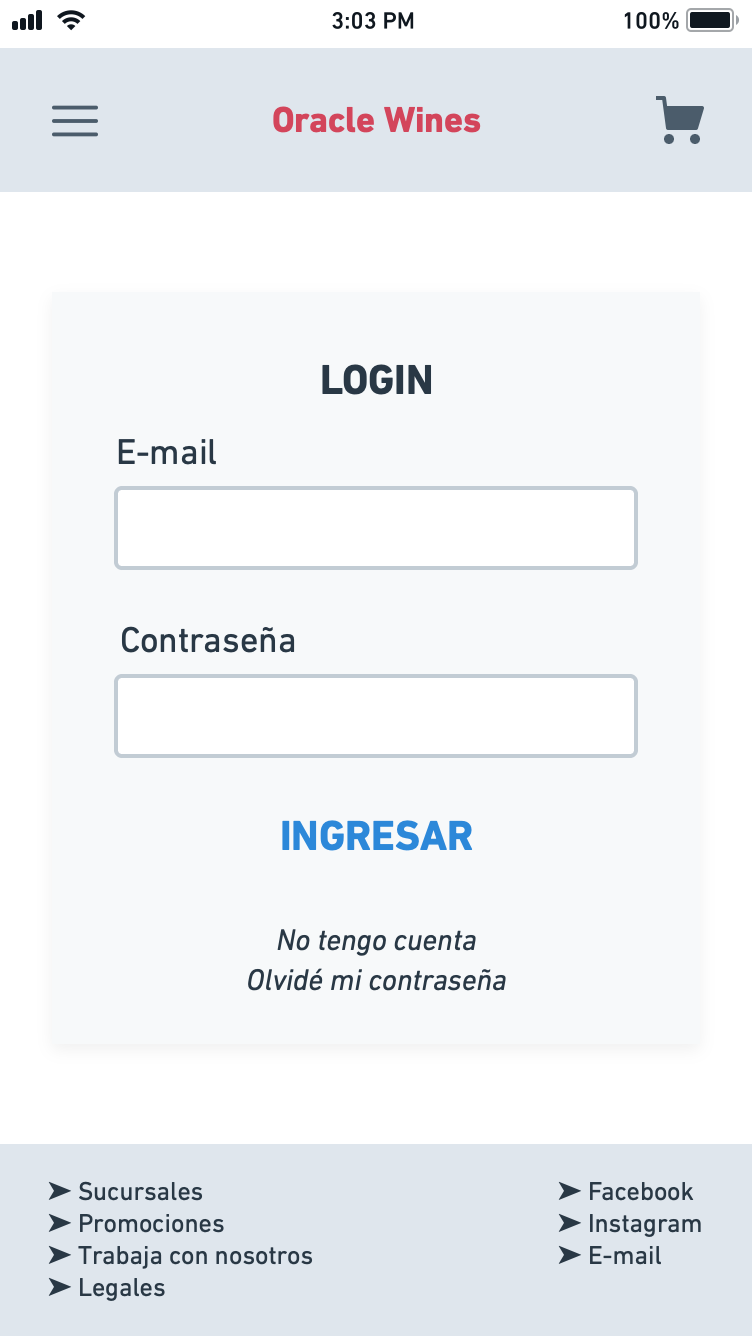 3:03 PM
100%
Oracle Wines
LOGIN
E-mail
Contraseña
INGRESAR
No tengo cuenta
Olvidé mi contraseña
➤ Sucursales
➤ Promociones
➤ Trabaja con nosotros
➤ Legales
➤ Facebook
➤ Instagram
➤ E-mail